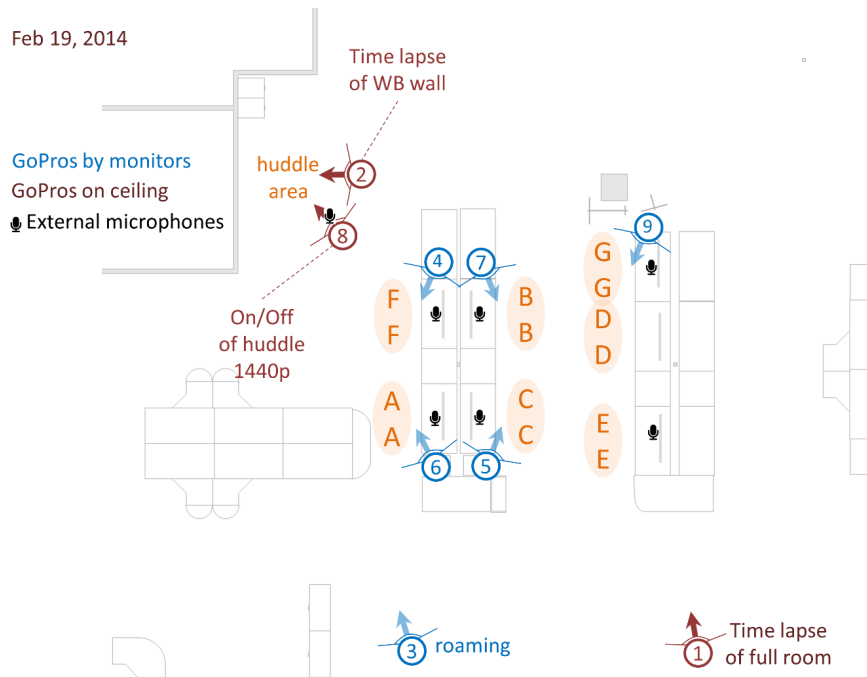 Feb 19, 2014
Time lapse
of WB wall
GoPros by monitors
GoPros on ceiling
External microphones
huddle
area
2
8
On/Off
of huddle
1440p
4
7
9
F
F
B
B
G
G
D
D
A
A
C
C
E
E
6
5
3
roaming
1
Time lapse
of full room